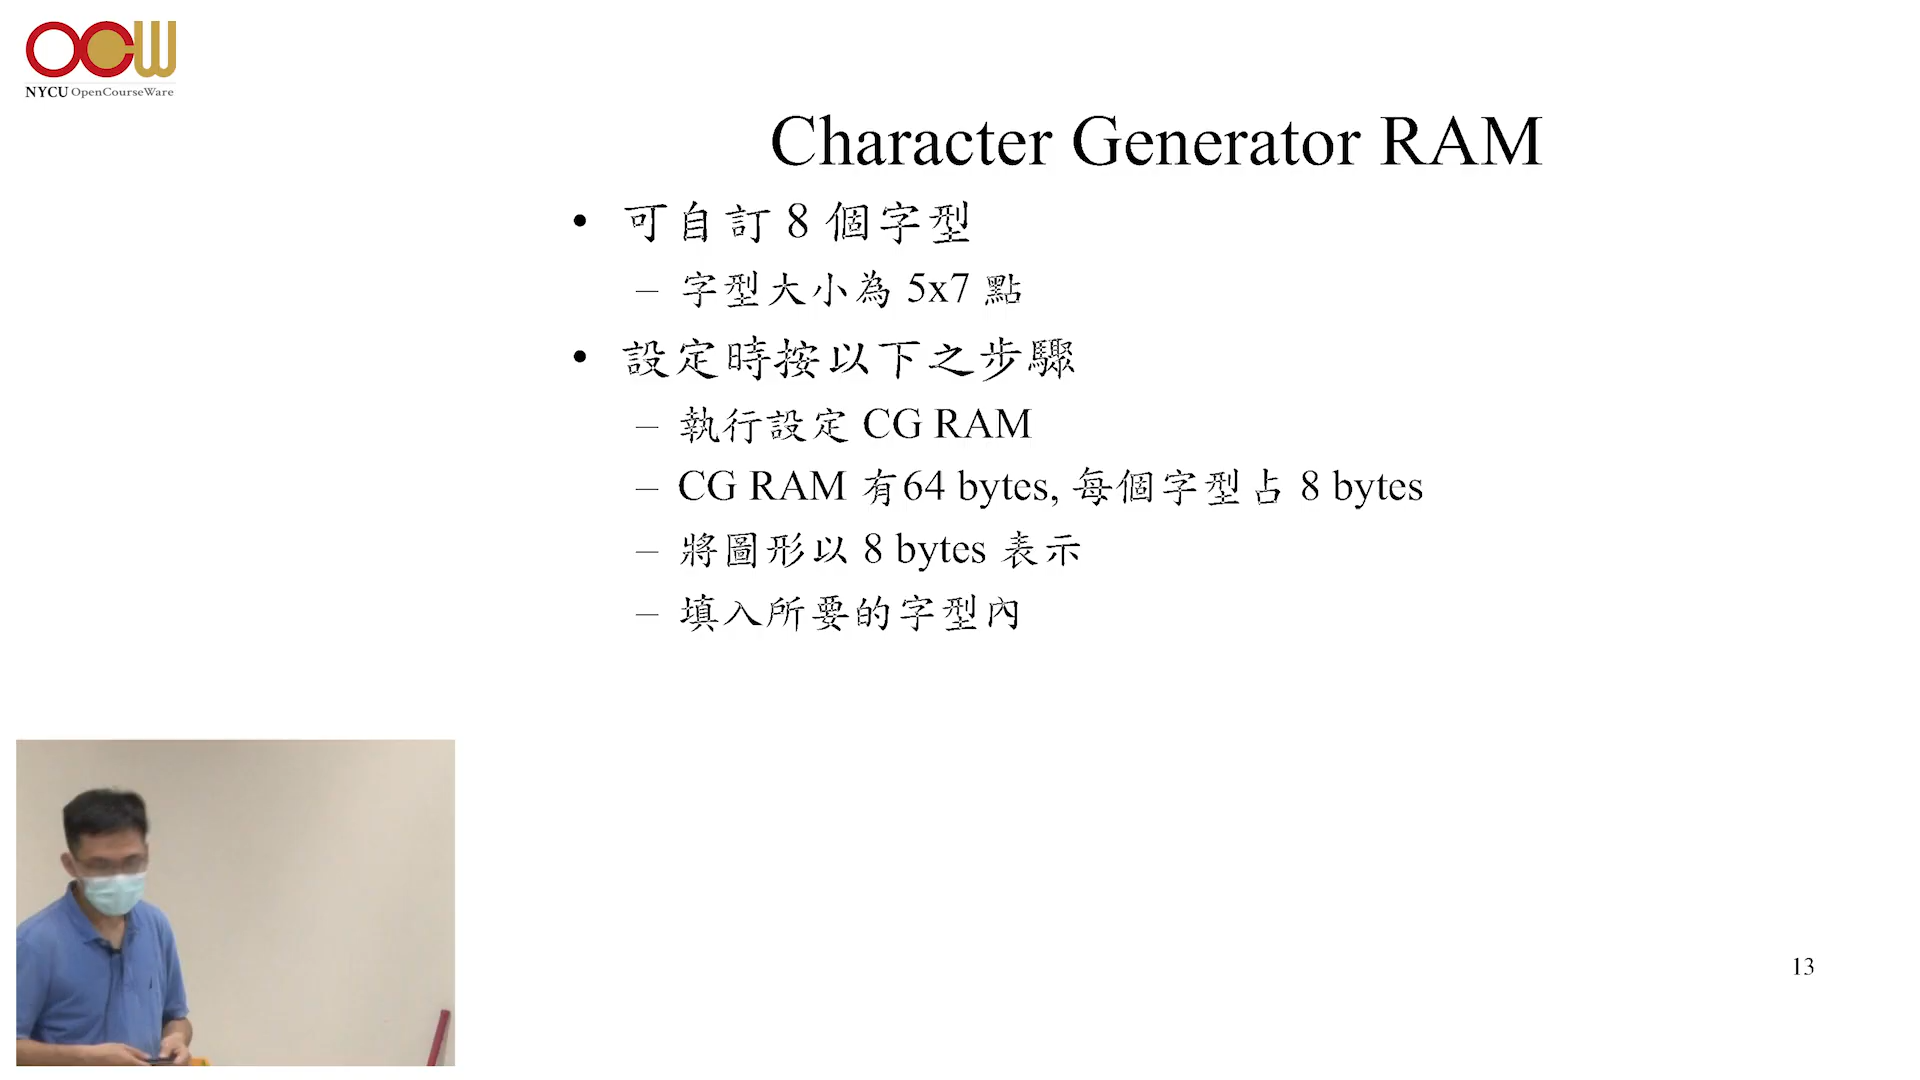 OCW
NYCU OpenCourseWare
Character Generator RAM
• 可自訂 8 個字型
– 字型大小為 5x7 點
• 設定時按以下之步驟
– 執行設定 CG RAM
– CG RAM 有64 bytes, 每個字型占 8 bytes
– 將圖形以 8 bytes 表示
– 填入所要的字型內
13